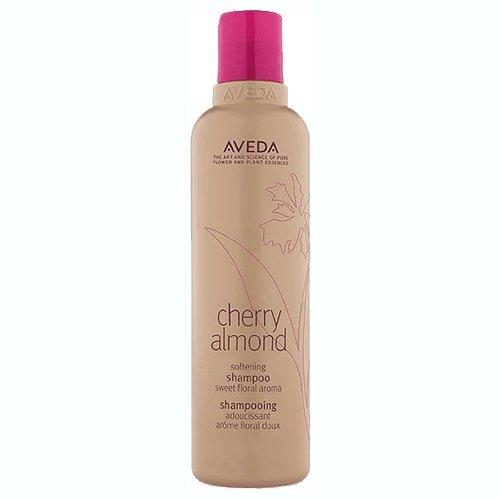 AVEDA
AVEDA
THE ART AND SCIENCE OF PURE
FLOWER AND PLANT ESSENCES
cherry
almond
softening
shampoo
sweet floral aroma
shampooing
adoucissant
arôme floral doux